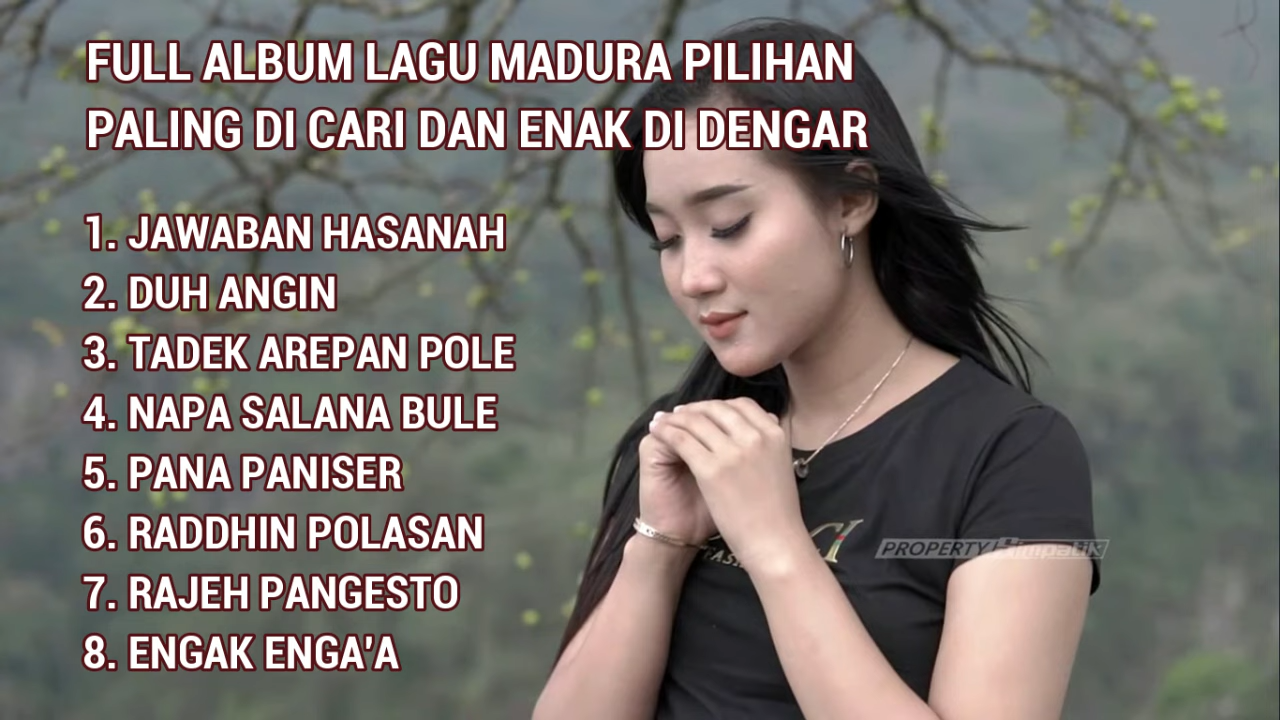 FULL ALBUM LAGU MADURA PILIHAN
PALING DI CARI DAN ENAK DI DENGAR
1. JAWABAN HASANAH
2. DUH ANGIN
3. TADEK AREPAN POLE
4. NAPA SALANA BULE
5. PANA PANISER
6. RADDHIN POLASAN
7. RAJEH PANGESTO
8. ENGAK ENGA'A
PROPERTY Simpatik